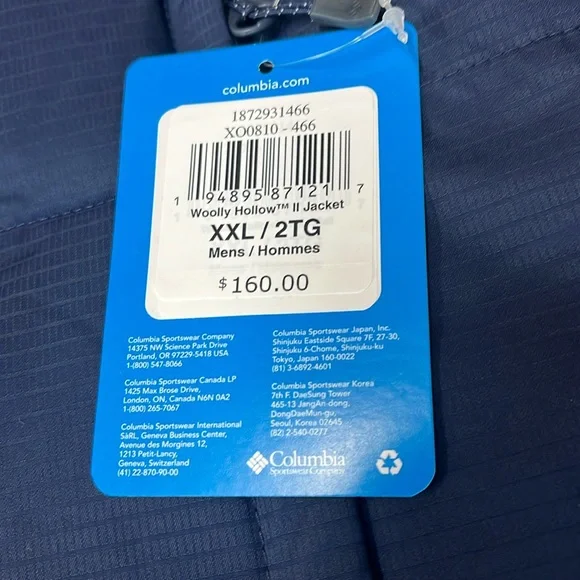 columbia.com
1872931466
XO0810 - 466
1 94895 87121 7
Woolly Hollow™ II Jacket
XXL / 2TG
Mens / Hommes
$160.00
Columbia Sportswear Company
14375 NW Science Park Drive
Portland, OR 97229-5418 USA
1-(800) 547-8066
Columbia Sportswear Canada LP
1425 Max Brose Drive,
London, ON, Canada N6N 0A2
1-(800) 265-7067
Columbia Sportswear International
SàRL, Geneva Business Center,
Avenue des Morgines 12,
1213 Petit-Lancy,
Geneva, Switzerland
(41) 22-870-90-00
Columbia Sportswear Japan, Inc.
Shinjuku Eastside Square 7F, 27-30,
Shinjuku 6-Chome, Shinjuku-ku
Tokyo, Japan 160-0022
(81) 3-6892-4601
Columbia Sportswear Korea
7th F. DaeSung Tower
465-13 JangAn-dong,
DongDaeMun-gu,
Seoul, Korea 02645
(82) 2-540-0277
Columbia
Sportswear Company